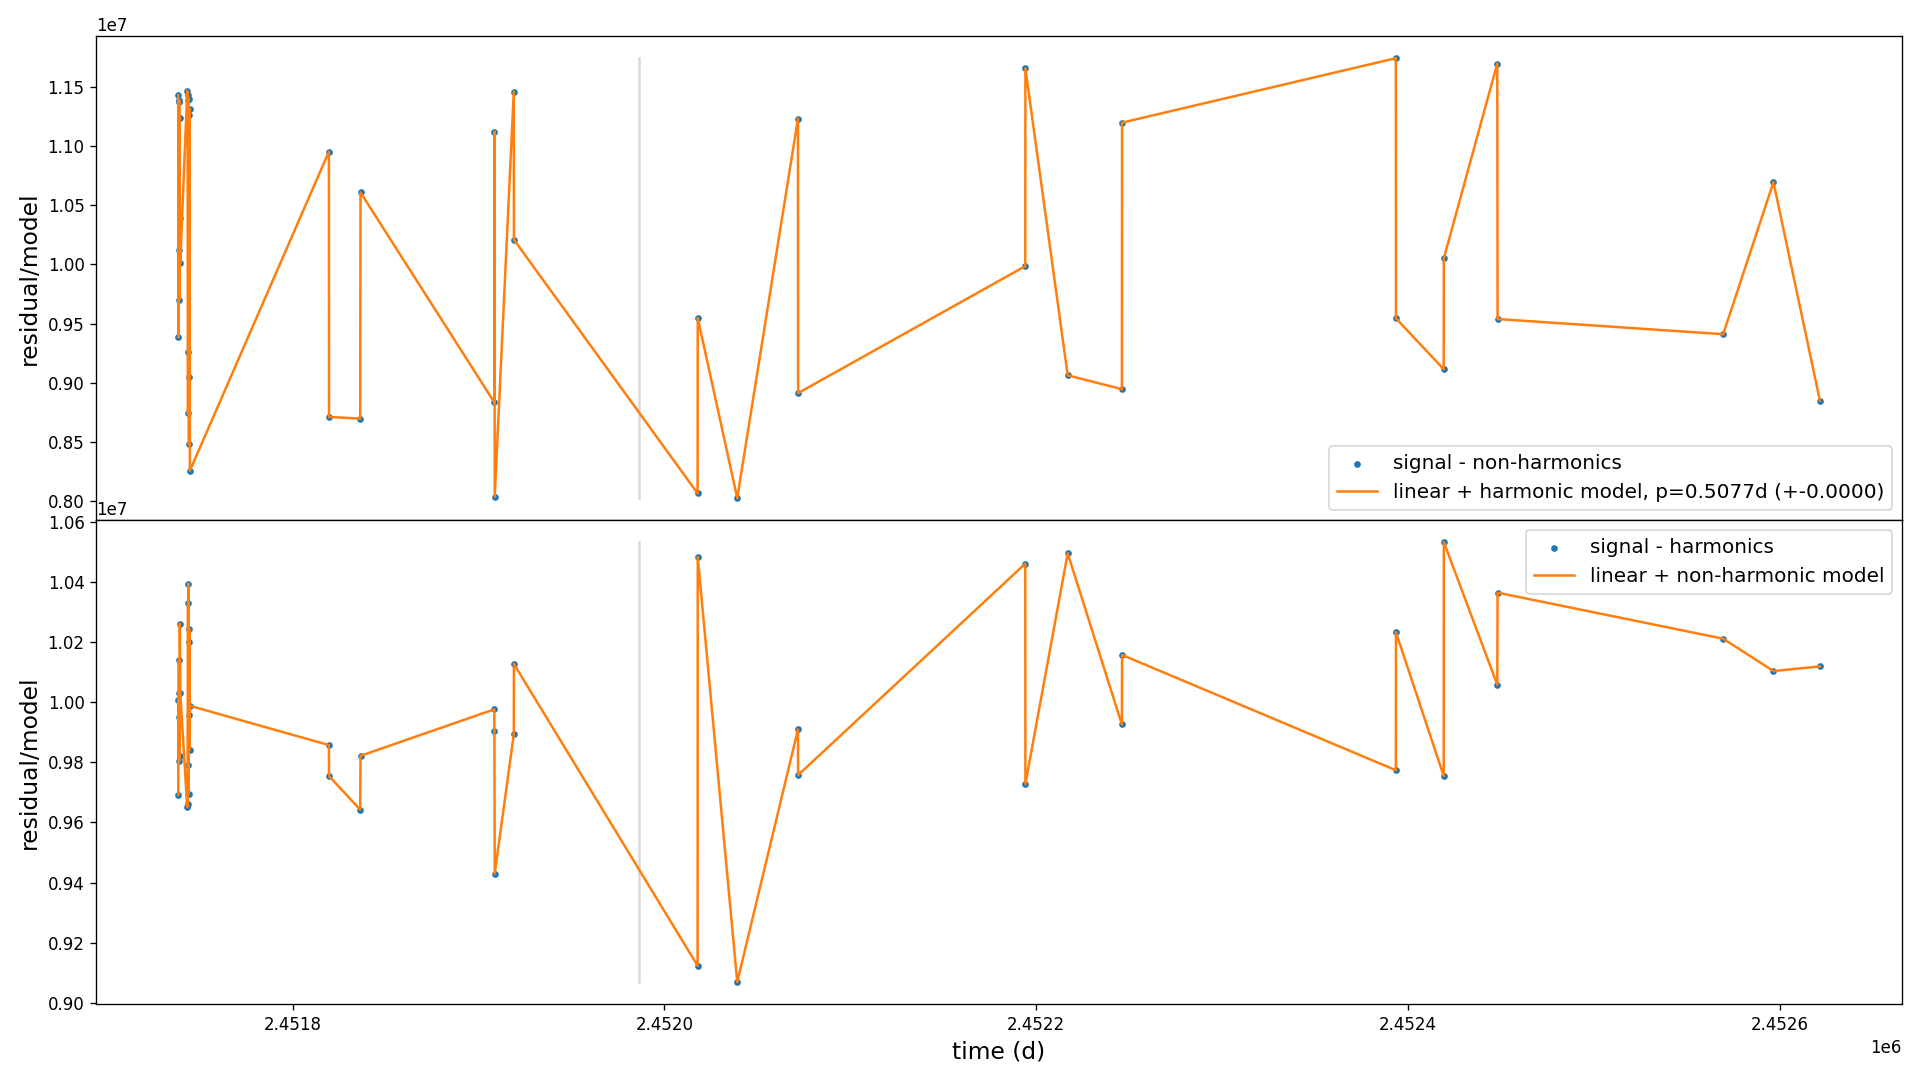 1e7
1.15
1.10
1.05
1.00
0.95
0.90
0.85
0.80
residual/model
signal - non-harmonics
linear + harmonic model, p=0.5077d (+-0.0000)
1e7
1.06
1.04
1.02
1.00
0.98
0.96
0.94
0.92
0.90
residual/model
signal - harmonics
linear + non-harmonic model
2.4518
2.4520
2.4522
2.4524
2.4526
time (d)
1e6